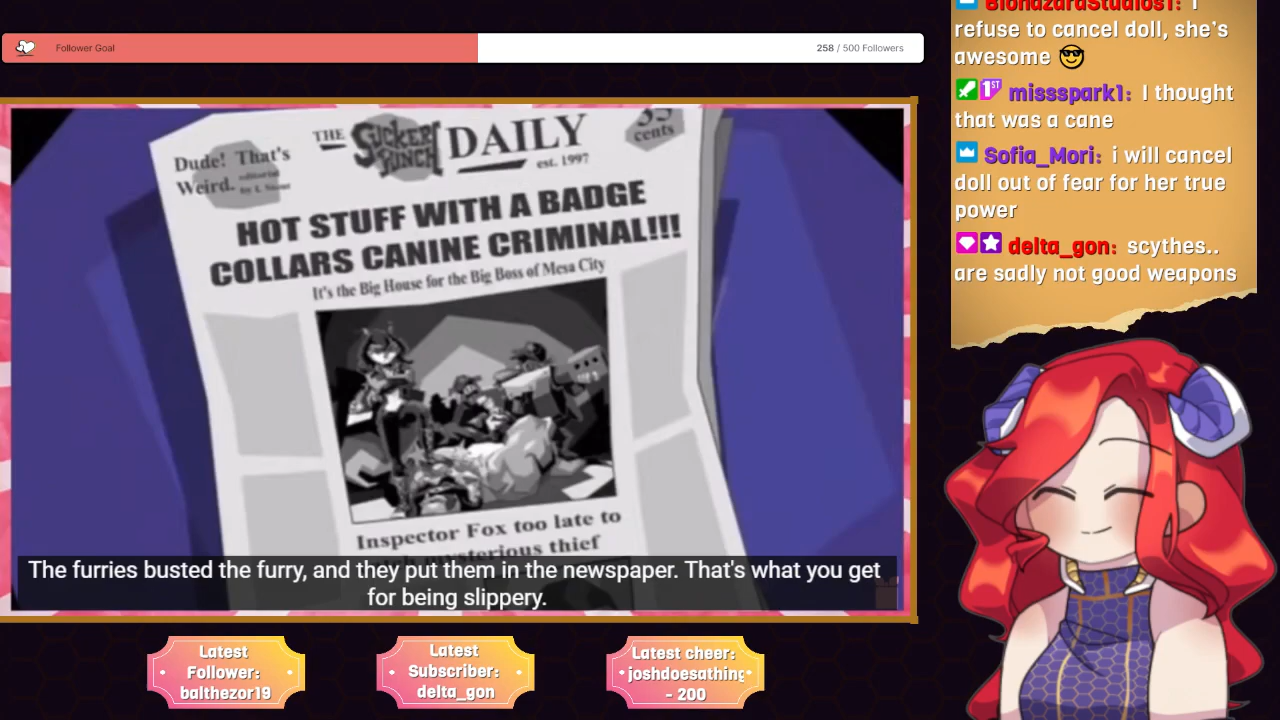 Follower Goal
258 / 500 Followers
THE SUCKER PUNCH DAILY
35 cents
est. 1997
Dude! That's
Weird.
HOT STUFF WITH A BADGE
COLLARS CANINE CRIMINAL!!!
It's the Big House for the Big Boss of Mesa City
Inspector Fox too late to
mysterious thief
The furries busted the furry, and they put them in the newspaper. That's what you get
for being slippery.
Latest
Follower:
balthezor19
Latest
Subscriber:
delta_gon
Latest cheer:
joshdoesathing
- 200
BiohazardStudios1: I
refuse to cancel doll, she's
awesome 😎
1ST missspark1: I thought
that was a cane
Sofia_Mori: i will cancel
doll out of fear for her true
power
delta_gon: scythes..
are sadly not good weapons